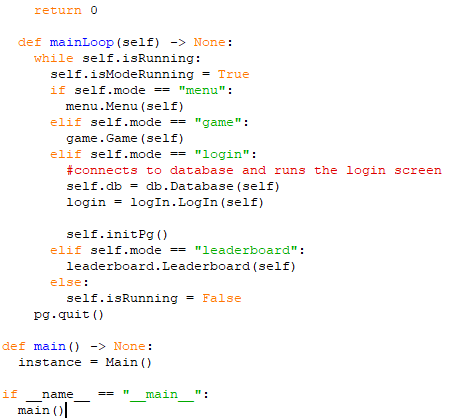 return 0

  def mainLoop(self) -> None:
    while self.isRunning:
      self.isModeRunning = True
      if self.mode == "menu":
        menu.Menu(self)
      elif self.mode == "game":
        game.Game(self)
      elif self.mode == "login":
        #connects to database and runs the login screen
        self.db = db.Database(self)
        login = logIn.LogIn(self)

        self.initPg()
      elif self.mode == "leaderboard":
        leaderboard.Leaderboard(self)
      else:
        self.isRunning = False
    pg.quit()

def main() -> None:
  instance = Main()

if __name__ == "__main__":
  main()